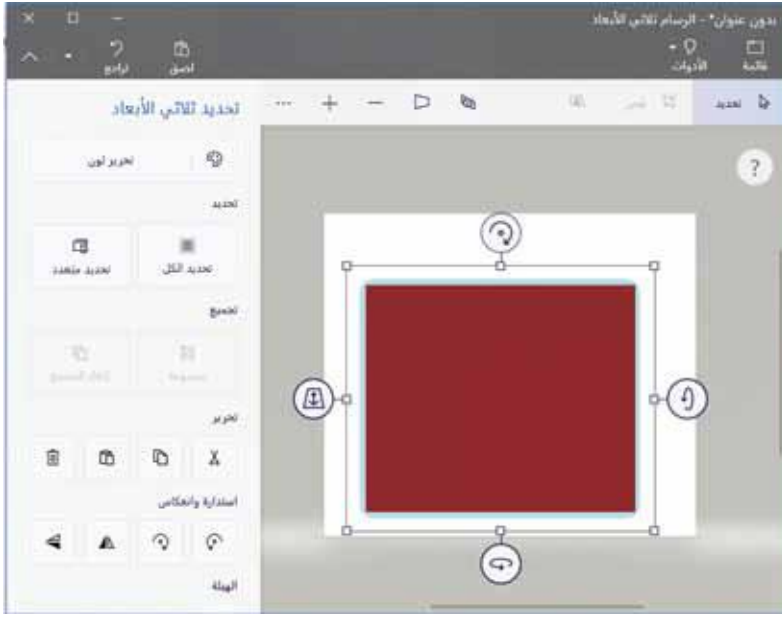 بدون عنوان* - الرسام ثلاثي الأبعاد
قائمة
الأدوات
لصق
تراجع
تحديد
تحديد ثلاثي الأبعاد
تحرير لون
تحديد
تحديد الكل
تحديد متعدد
تجميع
تحرير
استدارة وانعكاس
الهيئة
?